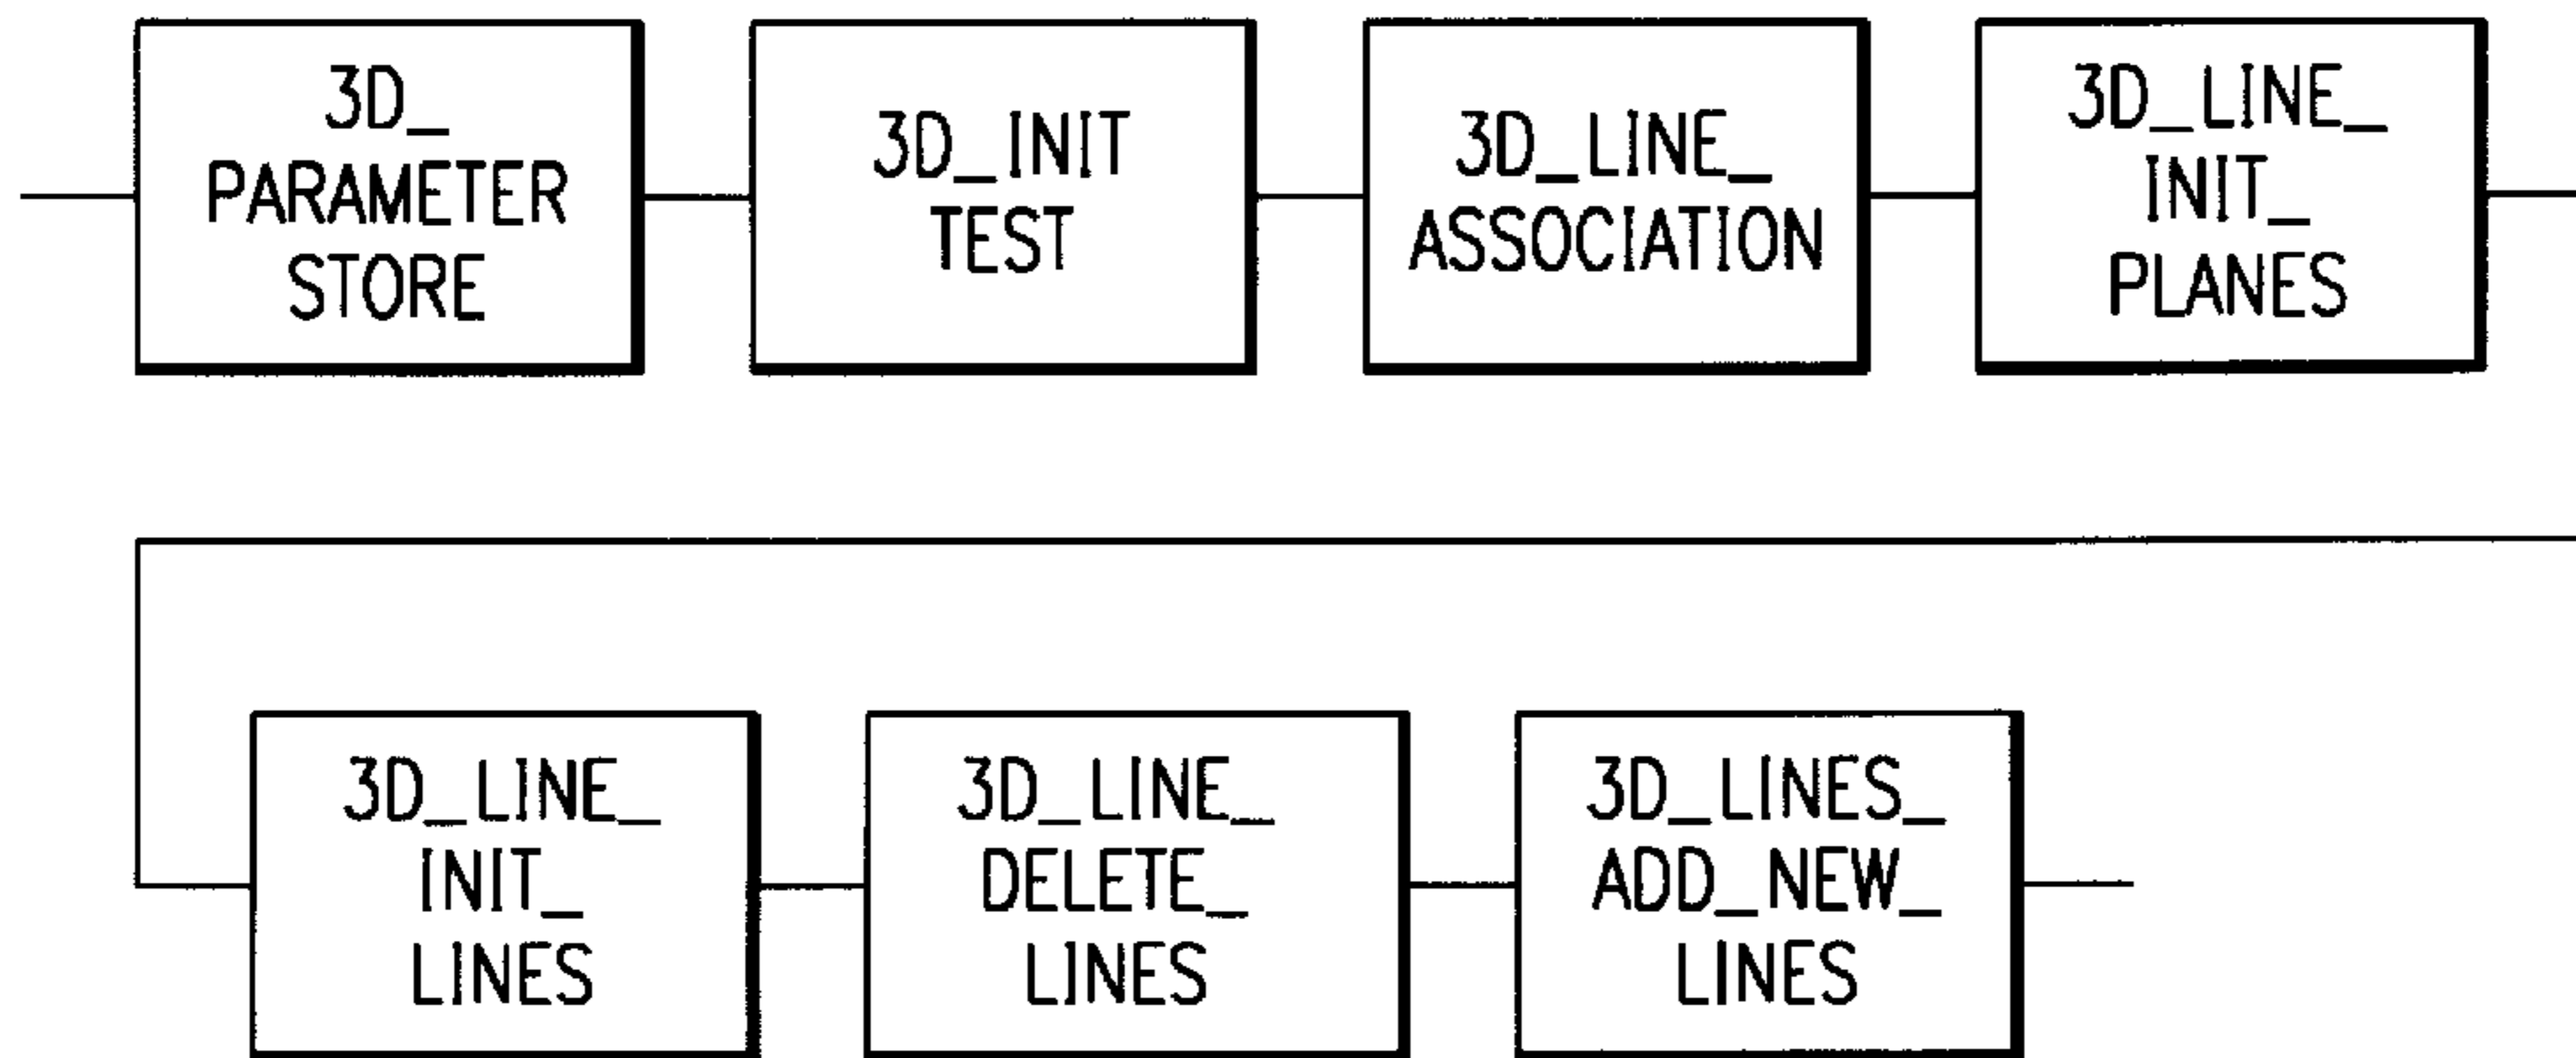 3D_
PARAMETER
STORE
3D_INIT
TEST
3D_LINE_
ASSOCIATION
3D_LINE_
INIT_
PLANES
3D_LINE_
INIT_
LINES
3D_LINE_
DELETE_
LINES
3D_LINES_
ADD_NEW_
LINES